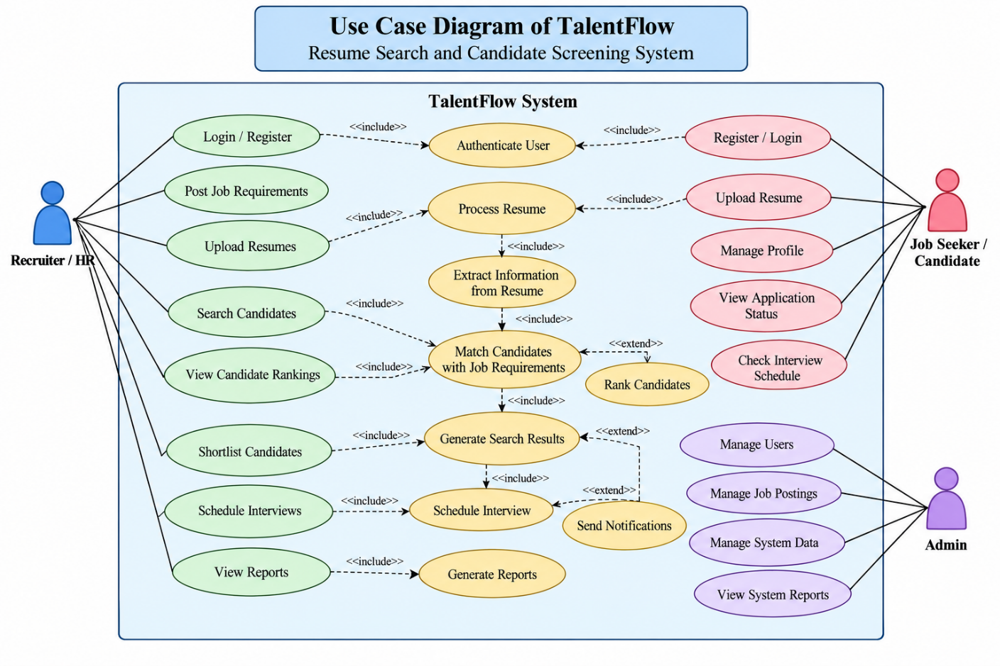 Use Case Diagram of TalentFlow
Resume Search and Candidate Screening System
TalentFlow System
Login / Register
<<include>>
Authenticate User
<<include>>
Register / Login
Post Job Requirements
Upload Resumes
<<include>>
Process Resume
<<include>>
Upload Resume
<<include>>
Manage Profile
Recruiter / HR
Job Seeker /
Candidate
Extract Information
from Resume
<<include>>
View Application
Status
Search Candidates
<<include>>
Match Candidates
with Job Requirements
<<extend>>
Rank Candidates
Check Interview
Schedule
View Candidate Rankings
<<include>>
<<include>>
Shortlist Candidates
<<include>>
Generate Search Results
<<extend>>
Manage Users
<<include>>
Manage Job Postings
Schedule Interviews
<<include>>
Schedule Interview
<<extend>>
Send Notifications
Manage System Data
Admin
View Reports
<<include>>
Generate Reports
View System Reports